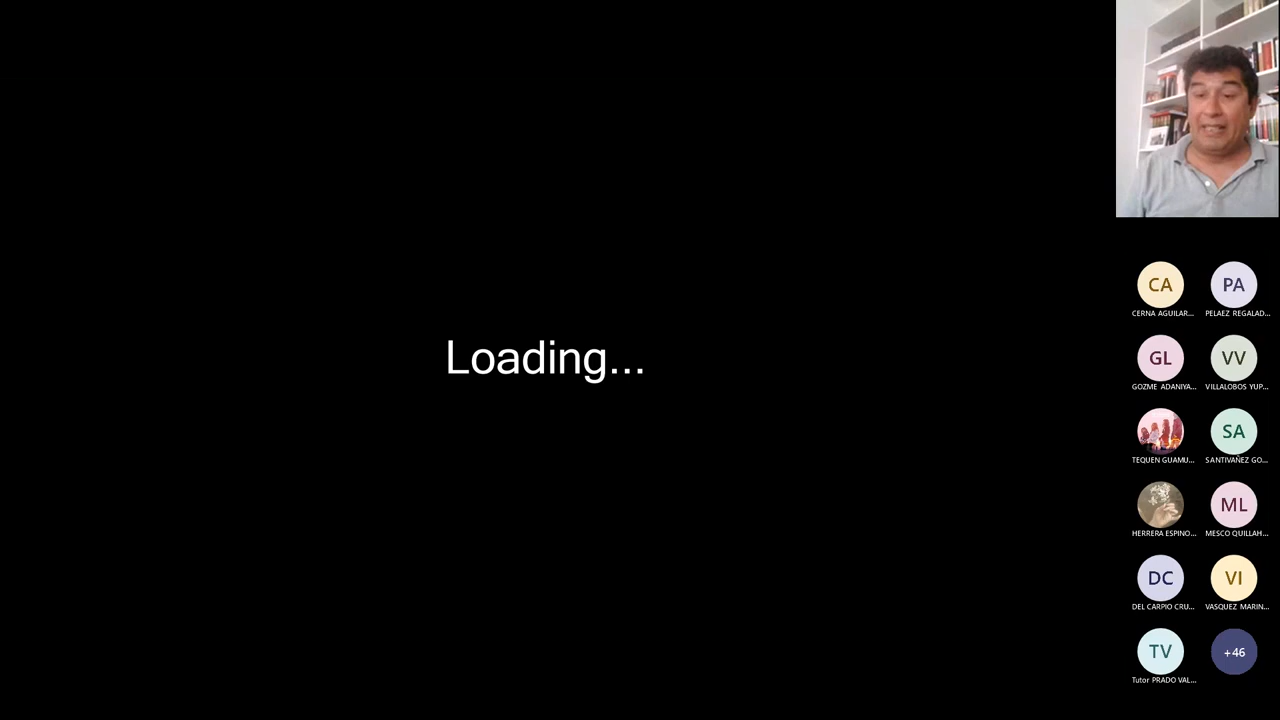 Loading...
CA PA
CERNA AGUILAR... PELAEZ REGALAD...
GL VV
GOZME ADANIYA... VILLALOBOS YUP...
SA
TEQUEN GUAMU... SANTIVAÑEZ GO...
ML
HERRERA ESPINO... MESCO QUILLAH...
DC VI
DEL CARPIO CRU... VASQUEZ MARIN...
TV +46
Tutor PRADO VAL...